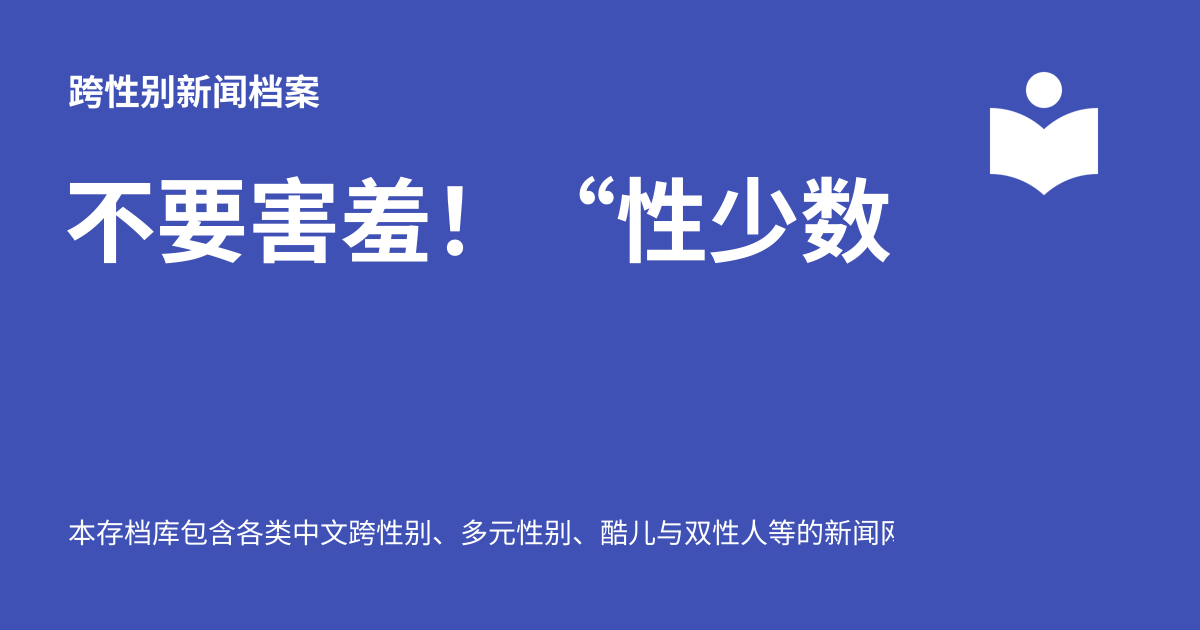 跨性别新闻档案
不要害羞！ “性少数
本存档库包含各类中文跨性别、多元性别、酷儿与双性人等的新闻网